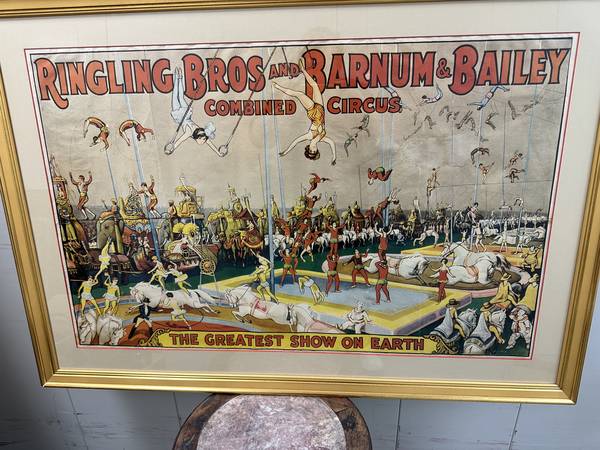 RINGLING BROS AND BARNUM & BAILEY
COMBINED CIRCUS
THE GREATEST SHOW ON EARTH